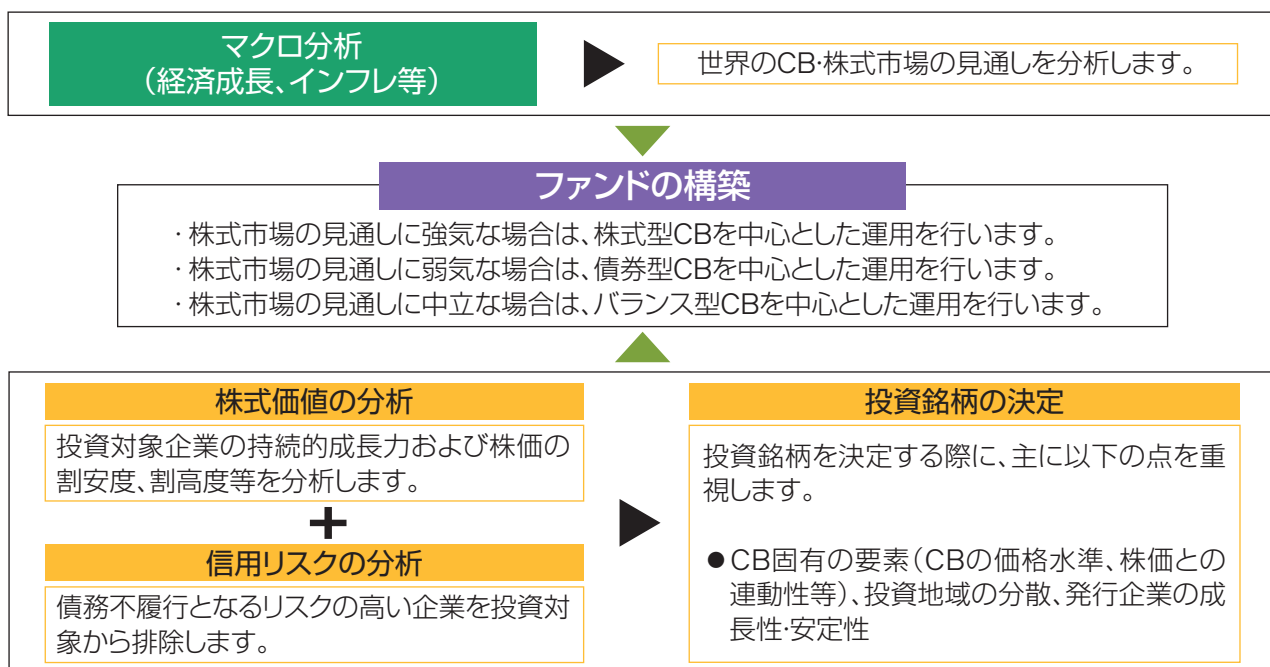 マクロ分析
（経済成長、インフレ等）
世界のCB・株式市場の見通しを分析します。
ファンドの構築
・株式市場の見通しに強気な場合は、株式型CBを中心とした運用を行います。
・株式市場の見通しに弱気な場合は、債券型CBを中心とした運用を行います。
・株式市場の見通しに中立な場合は、バランス型CBを中心とした運用を行います。
株式価値の分析
投資対象企業の持続的成長力および株価の
割安度、割高度等を分析します。
+
信用リスクの分析
債務不履行となるリスクの高い企業を投資対
象から排除します。
投資銘柄の決定
投資銘柄を決定する際に、主に以下の点を重
視します。
●CB固有の要素（CBの価格水準、株価との
連動性等）、投資地域の分散、発行企業の成
長性・安定性